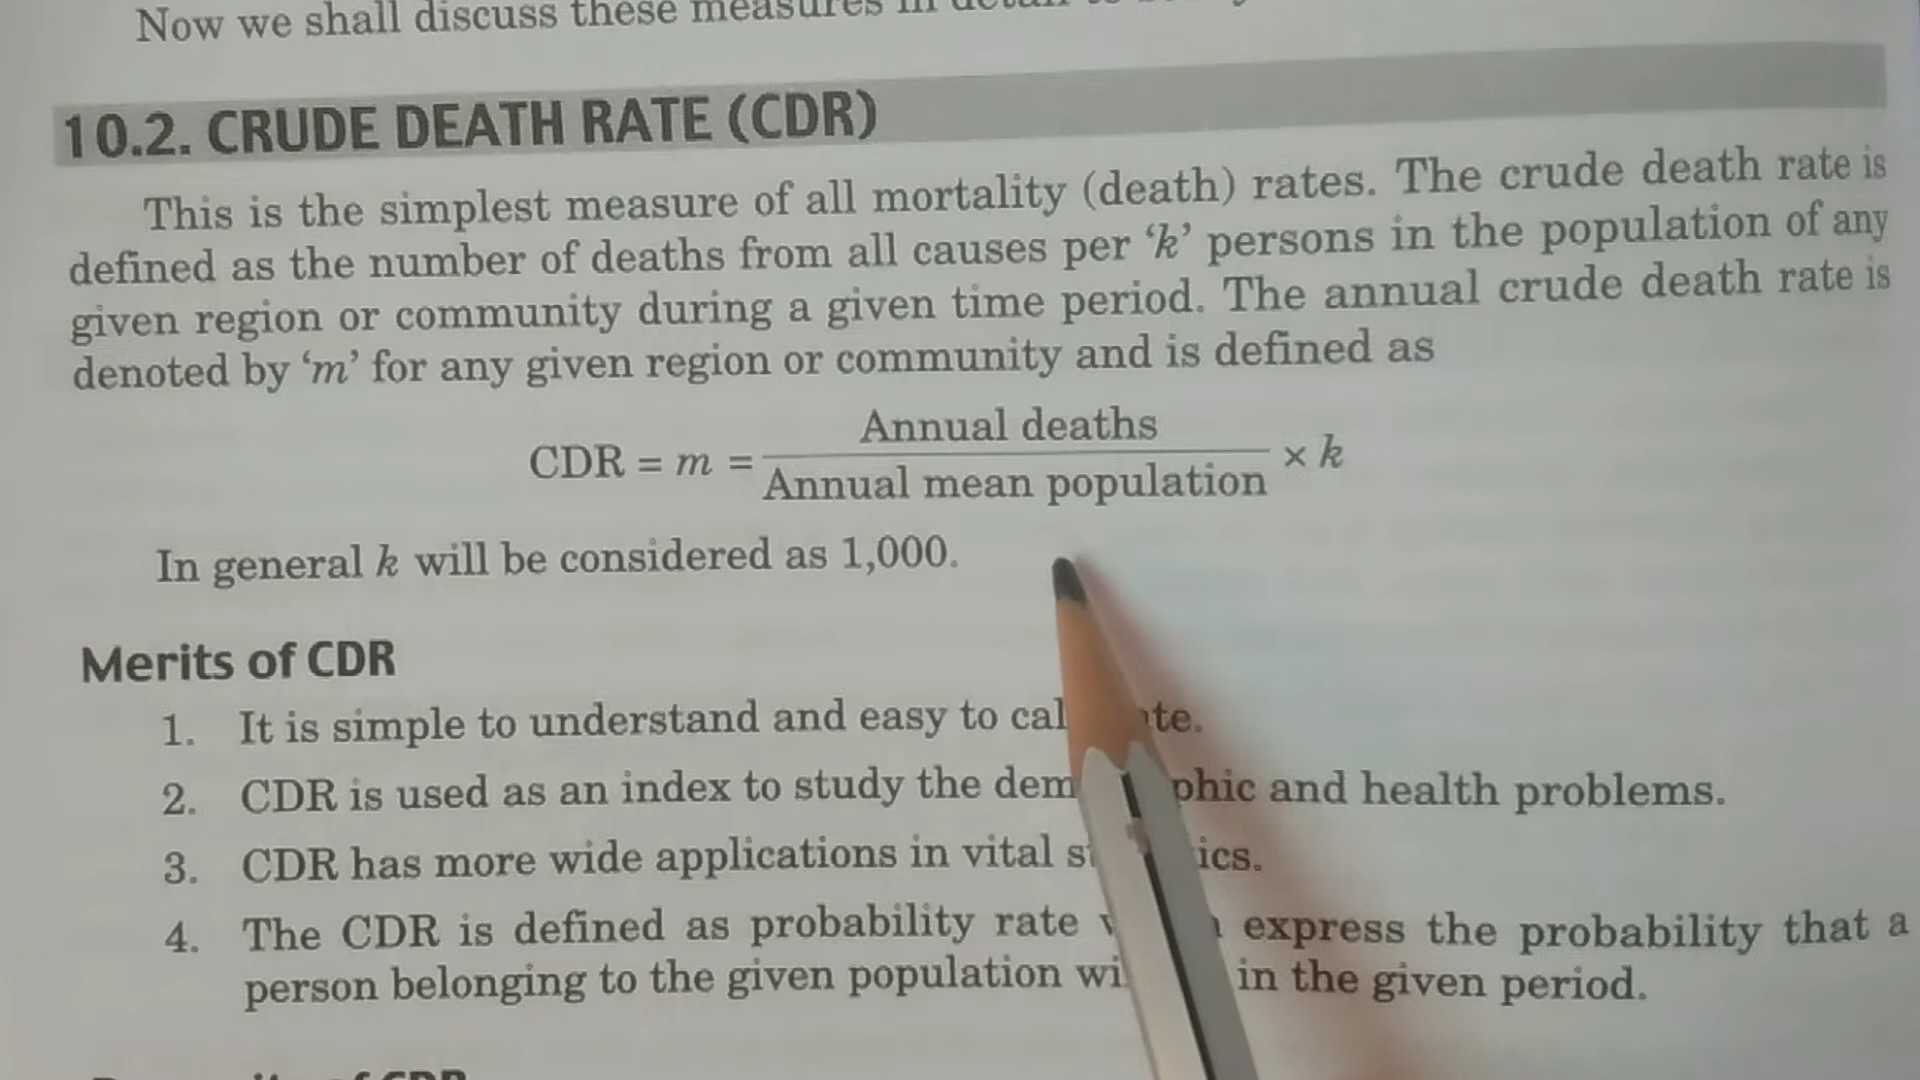 Now we shall discuss these measures in
10.2. CRUDE DEATH RATE (CDR)
This is the simplest measure of all mortality (death) rates. The crude death rate is
defined as the number of deaths from all causes per ‘k’ persons in the population of any
given region or community during a given time period. The annual crude death rate is
denoted by ‘m’ for any given region or community and is defined as
CDR = m = Annual deaths / Annual mean population × k
In general k will be considered as 1,000.
Merits of CDR
1. It is simple to understand and easy to
2. CDR is used as an index to study the and health problems.
3. CDR has more wide applications in vital
4. The CDR is defined as probability rate express the probability that a
person belonging to the given population in the given period.
CDR